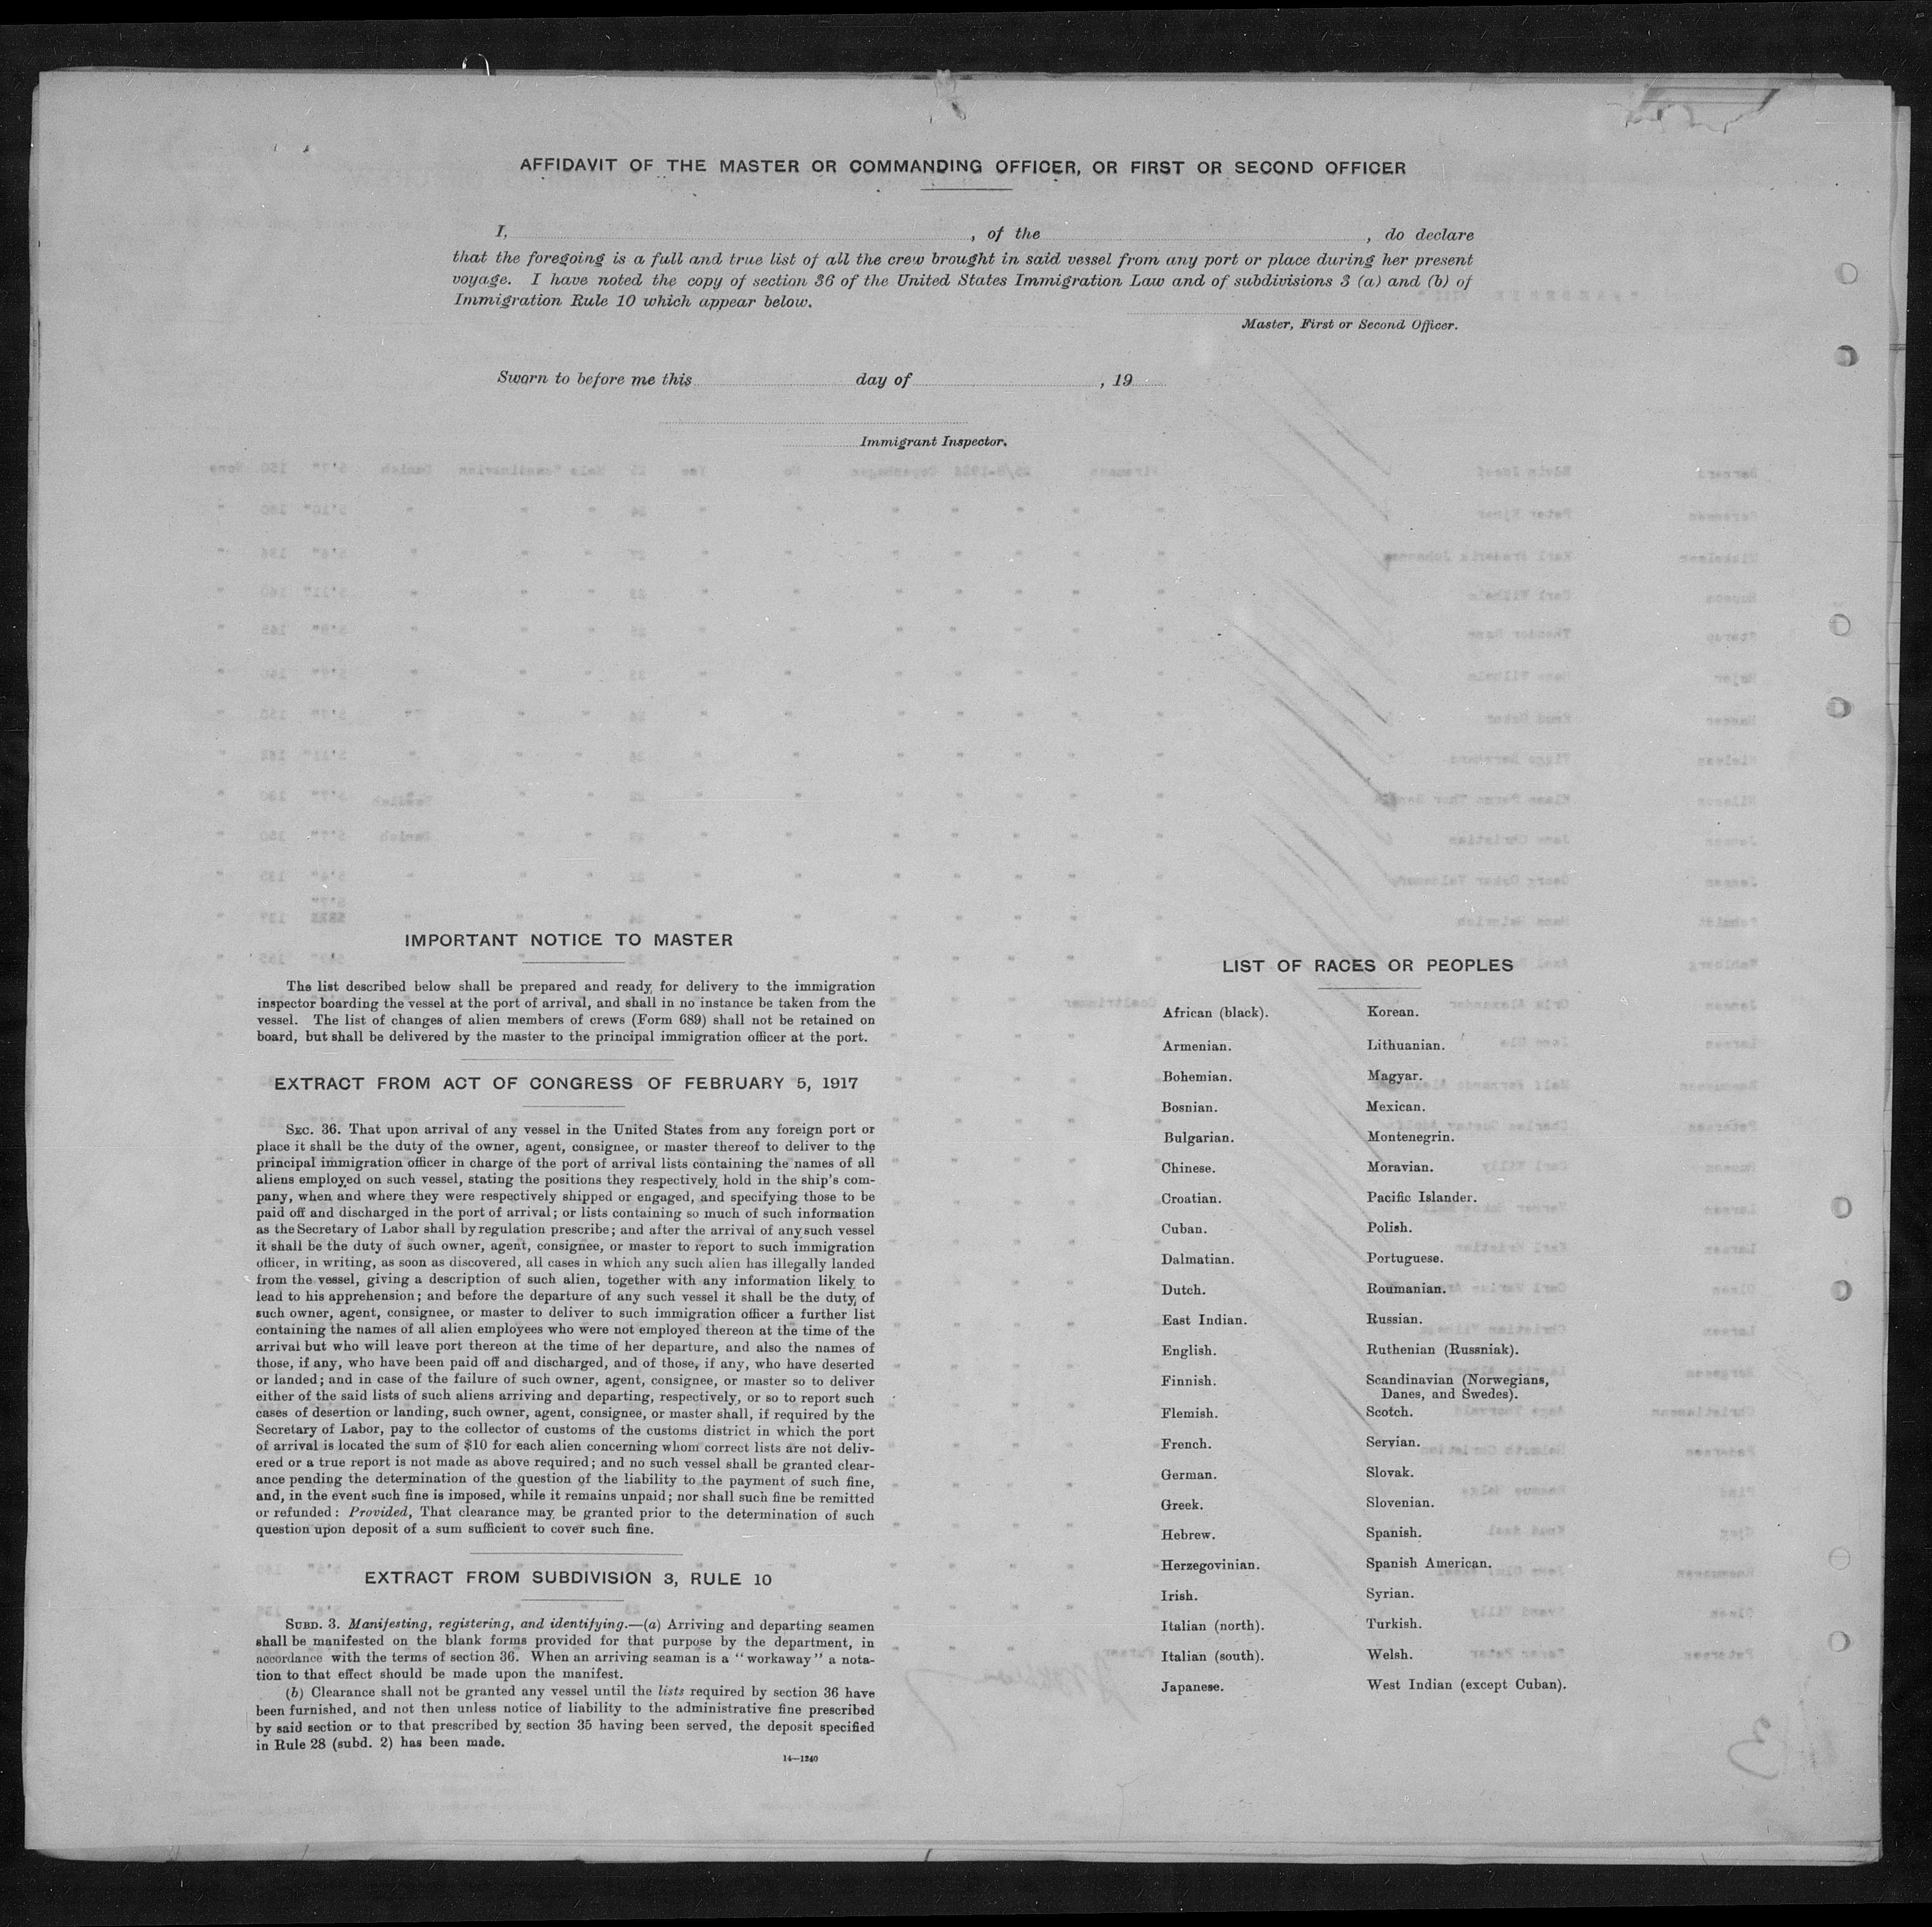 AFFIDAVIT OF THE MASTER OR COMMANDING OFFICER, OR FIRST OR SECOND OFFICER
I, , of the , do declare
that the foregoing is a full and true list of all the crew brought in said vessel from any port or place during her present
voyage. I have noted the copy of section 36 of the United States Immigration Law and of subdivisions 3 (a) and (b) of
Immigration Rule 10 which appear below.
Master, First or Second Officer.
Sworn to before me this day of , 19
Immigrant Inspector.
IMPORTANT NOTICE TO MASTER
The list described below shall be prepared and ready for delivery to the immigration
inspector boarding the vessel at the port of arrival, and shall in no instance be taken from the
vessel. The list of changes of alien members of crews (Form 689) shall not be retained on
board, but shall be delivered by the master to the principal immigration officer at the port.
EXTRACT FROM ACT OF CONGRESS OF FEBRUARY 5, 1917
SEC. 36. That upon arrival of any vessel in the United States from any foreign port or
place it shall be the duty of the owner, agent, consignee, or master thereof to deliver to the
principal immigration officer in charge of the port of arrival lists containing the names of all
aliens employed on such vessel, stating the positions they respectively hold in the ship's com-
pany, when and where they were respectively shipped or engaged, and specifying those to be
paid off and discharged in the port of arrival; or lists containing so much of such information
as the Secretary of Labor shall by regulation prescribe; and after the arrival of any such vessel
it shall be the duty of such owner, agent, consignee, or master to report to such immigration
officer, in writing, as soon as discovered, all cases in which any such alien has illegally landed
from the vessel, giving a description of such alien, together with any information likely to
lead to his apprehension; and before the departure of any such vessel it shall be the duty of
such owner, agent, consignee, or master to deliver to such immigration officer a further list
containing the names of all alien employees who were not employed thereon at the time of the
arrival but who will leave port thereon at the time of her departure, and also the names of
those, if any, who have been paid off and discharged, and of those, if any, who have deserted
or landed; and in case of the failure of such owner, agent, consignee, or master so to deliver
either of the said lists of such aliens arriving and departing, respectively, or so to report such
cases of desertion or landing, such owner, agent, consignee, or master shall, if required by the
Secretary of Labor, pay to the collector of customs of the customs district in which the port
of arrival is located the sum of $10 for each alien concerning whom correct lists are not deliv-
ered or a true report is not made as above required; and no such vessel shall be granted clear-
ance pending the determination of the question of the liability to the payment of such fine,
and, in the event such fine is imposed, while it remains unpaid; nor shall such fine be remitted
or refunded: Provided, That clearance may be granted prior to the determination of such
question upon deposit of a sum sufficient to cover such fine.
EXTRACT FROM SUBDIVISION 3, RULE 10
SUBD. 3. Manifesting, registering, and identifying.—(a) Arriving and departing seamen
shall be manifested on the blank forms provided for that purpose by the department, in
accordance with the terms of section 36. When an arriving seaman is a "workaway" a nota-
tion to that effect should be made upon the manifest.
(b) Clearance shall not be granted any vessel until the lists required by section 36 have
been furnished, and not then unless notice of liability to the administrative fine prescribed
by said section or to that prescribed by section 35 having been served, the deposit specified
in Rule 28 (subd. 2) has been made.
14—1240
LIST OF RACES OR PEOPLES
African (black).
Armenian.
Bohemian.
Bosnian.
Bulgarian.
Chinese.
Croatian.
Cuban.
Dalmatian.
Dutch.
East Indian.
English.
Finnish.
Flemish.
French.
German.
Greek.
Hebrew.
Herzegovinian.
Irish.
Italian (north).
Italian (south).
Japanese.
Korean.
Lithuanian.
Magyar.
Mexican.
Montenegrin.
Moravian.
Pacific Islander.
Polish.
Portuguese.
Roumanian.
Russian.
Ruthenian (Russniak).
Scandinavian (Norwegians,
Danes, and Swedes).
Scotch.
Servian.
Slovak.
Slovenian.
Spanish.
Spanish American.
Syrian.
Turkish.
Welsh.
West Indian (except Cuban).